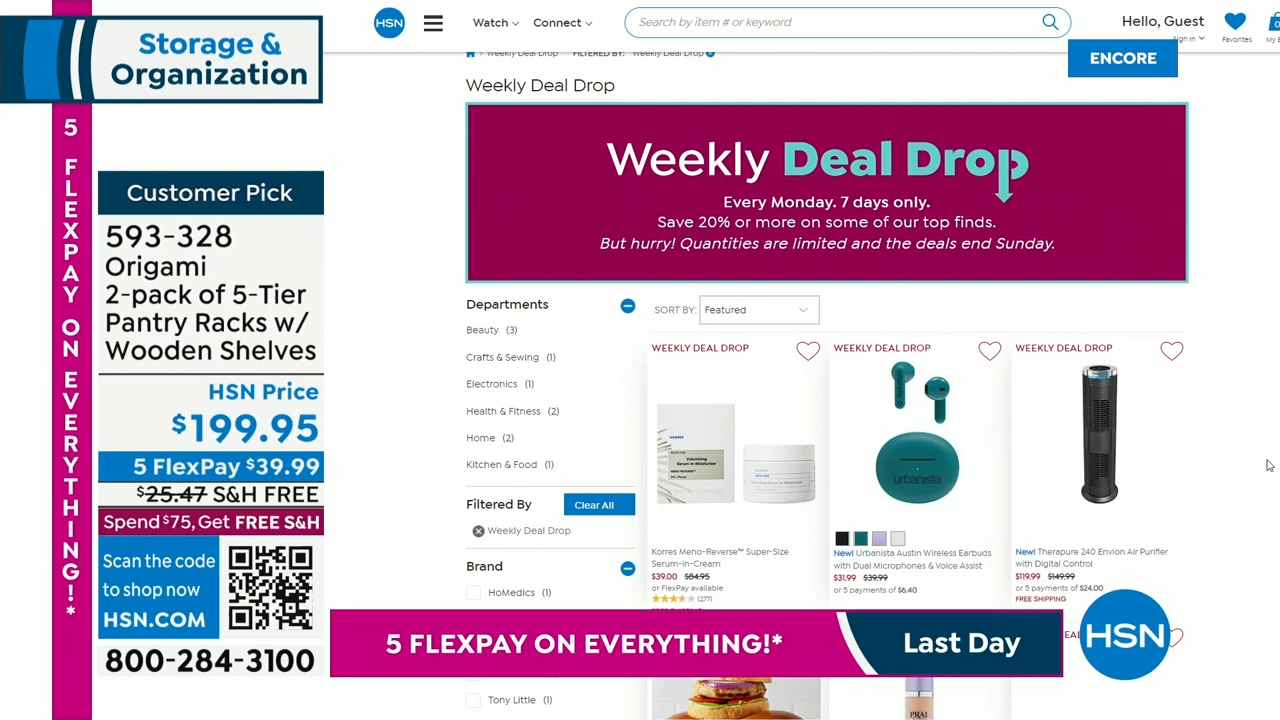 Storage &
Organization
5 FLEXPAY ON EVERYTHING!*
Customer Pick
593-328
Origami
2-pack of 5-Tier
Pantry Racks w/
Wooden Shelves
HSN Price
$199.95
5 FlexPay $39.99
$25.47 S&H FREE
Spend $75, Get FREE S&H
Scan the code
to shop now
HSN.COM
800-284-3100
HSN
Watch
Connect
Search by item # or keyword
Hello, Guest
Sign In
Favorites
0
ENCORE
> Weekly Deal Drop FILTERED BY: Weekly Deal Drop
Weekly Deal Drop
Weekly Deal Drop
Every Monday. 7 days only.
Save 20% or more on some of our top finds.
But hurry! Quantities are limited and the deals end Sunday.
Departments
Beauty (3)
Crafts & Sewing (1)
Electronics (1)
Health & Fitness (2)
Home (2)
Kitchen & Food (1)
Filtered By
Clear All
Weekly Deal Drop
Brand
HoMedics (1)
Tony Little (1)
SORT BY: Featured
WEEKLY DEAL DROP
KORRES
Volumizing
Serum-in-Moisturizer
Korres Meno-Reverse™ Super-Size
Serum-in-Cream
$39.00 $84.95
or FlexPay available
(277)
WEEKLY DEAL DROP
urbanista
New! Urbanista Austin Wireless Earbuds
with Dual Microphones & Voice Assist
$31.99 $39.99
or 5 payments of $6.40
WEEKLY DEAL DROP
New! Therapure 240 Envion Air Purifier
with Digital Control
$119.99 $149.99
or 5 payments of $24.00
FREE SHIPPING
5 FLEXPAY ON EVERYTHING!*
Last Day
HSN
PRAI